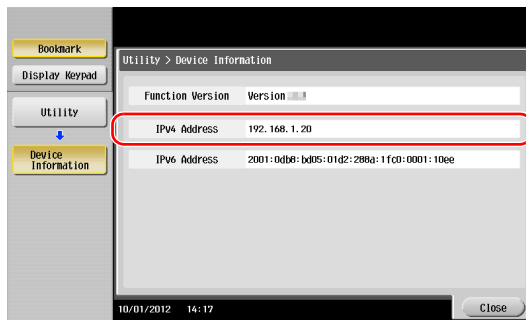 Bookmark
Display Keypad
Utility
Device
Information
Utility > Device Information
Function Version Version
IPv4 Address 192.168.1.20
IPv6 Address 2001:0db8:bd05:01d2:288a:1fc0:0001:10ee
10/01/2012 14:17
Close